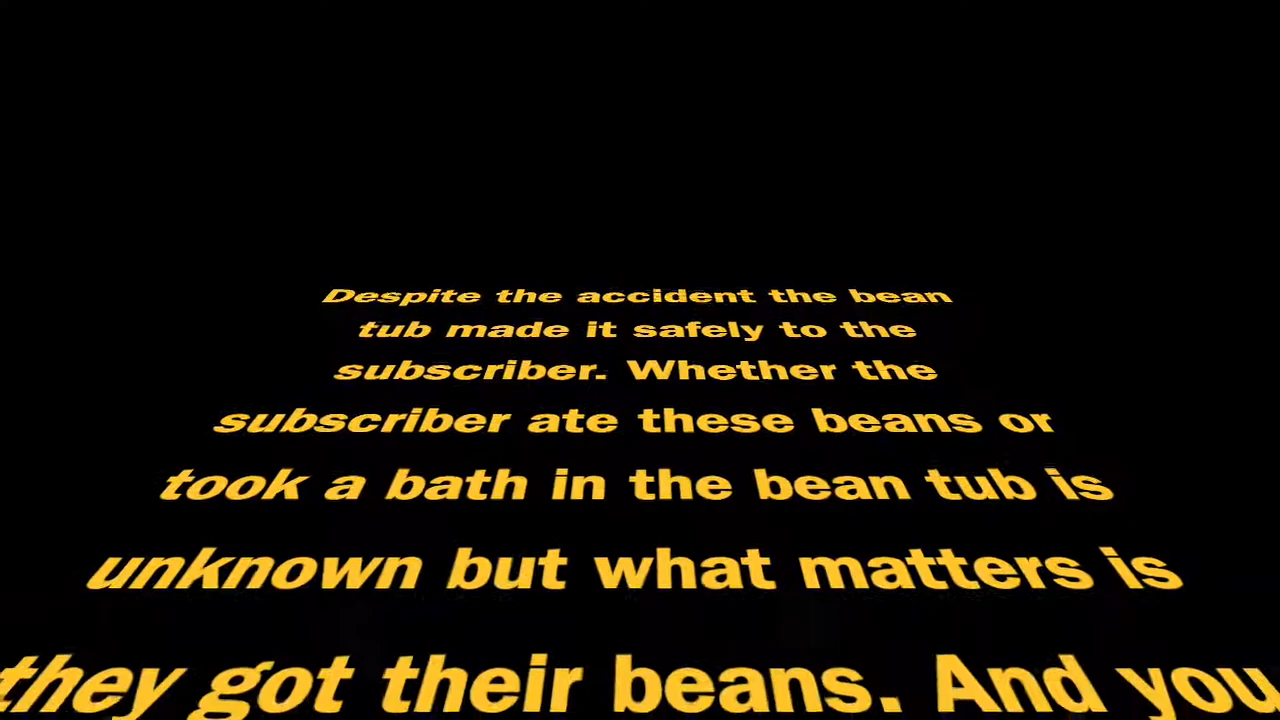 Despite the accident the bean
tub made it safely to the
subscriber. Whether the
subscriber ate these beans or
took a bath in the bean tub is
unknown but what matters is
they got their beans. And you